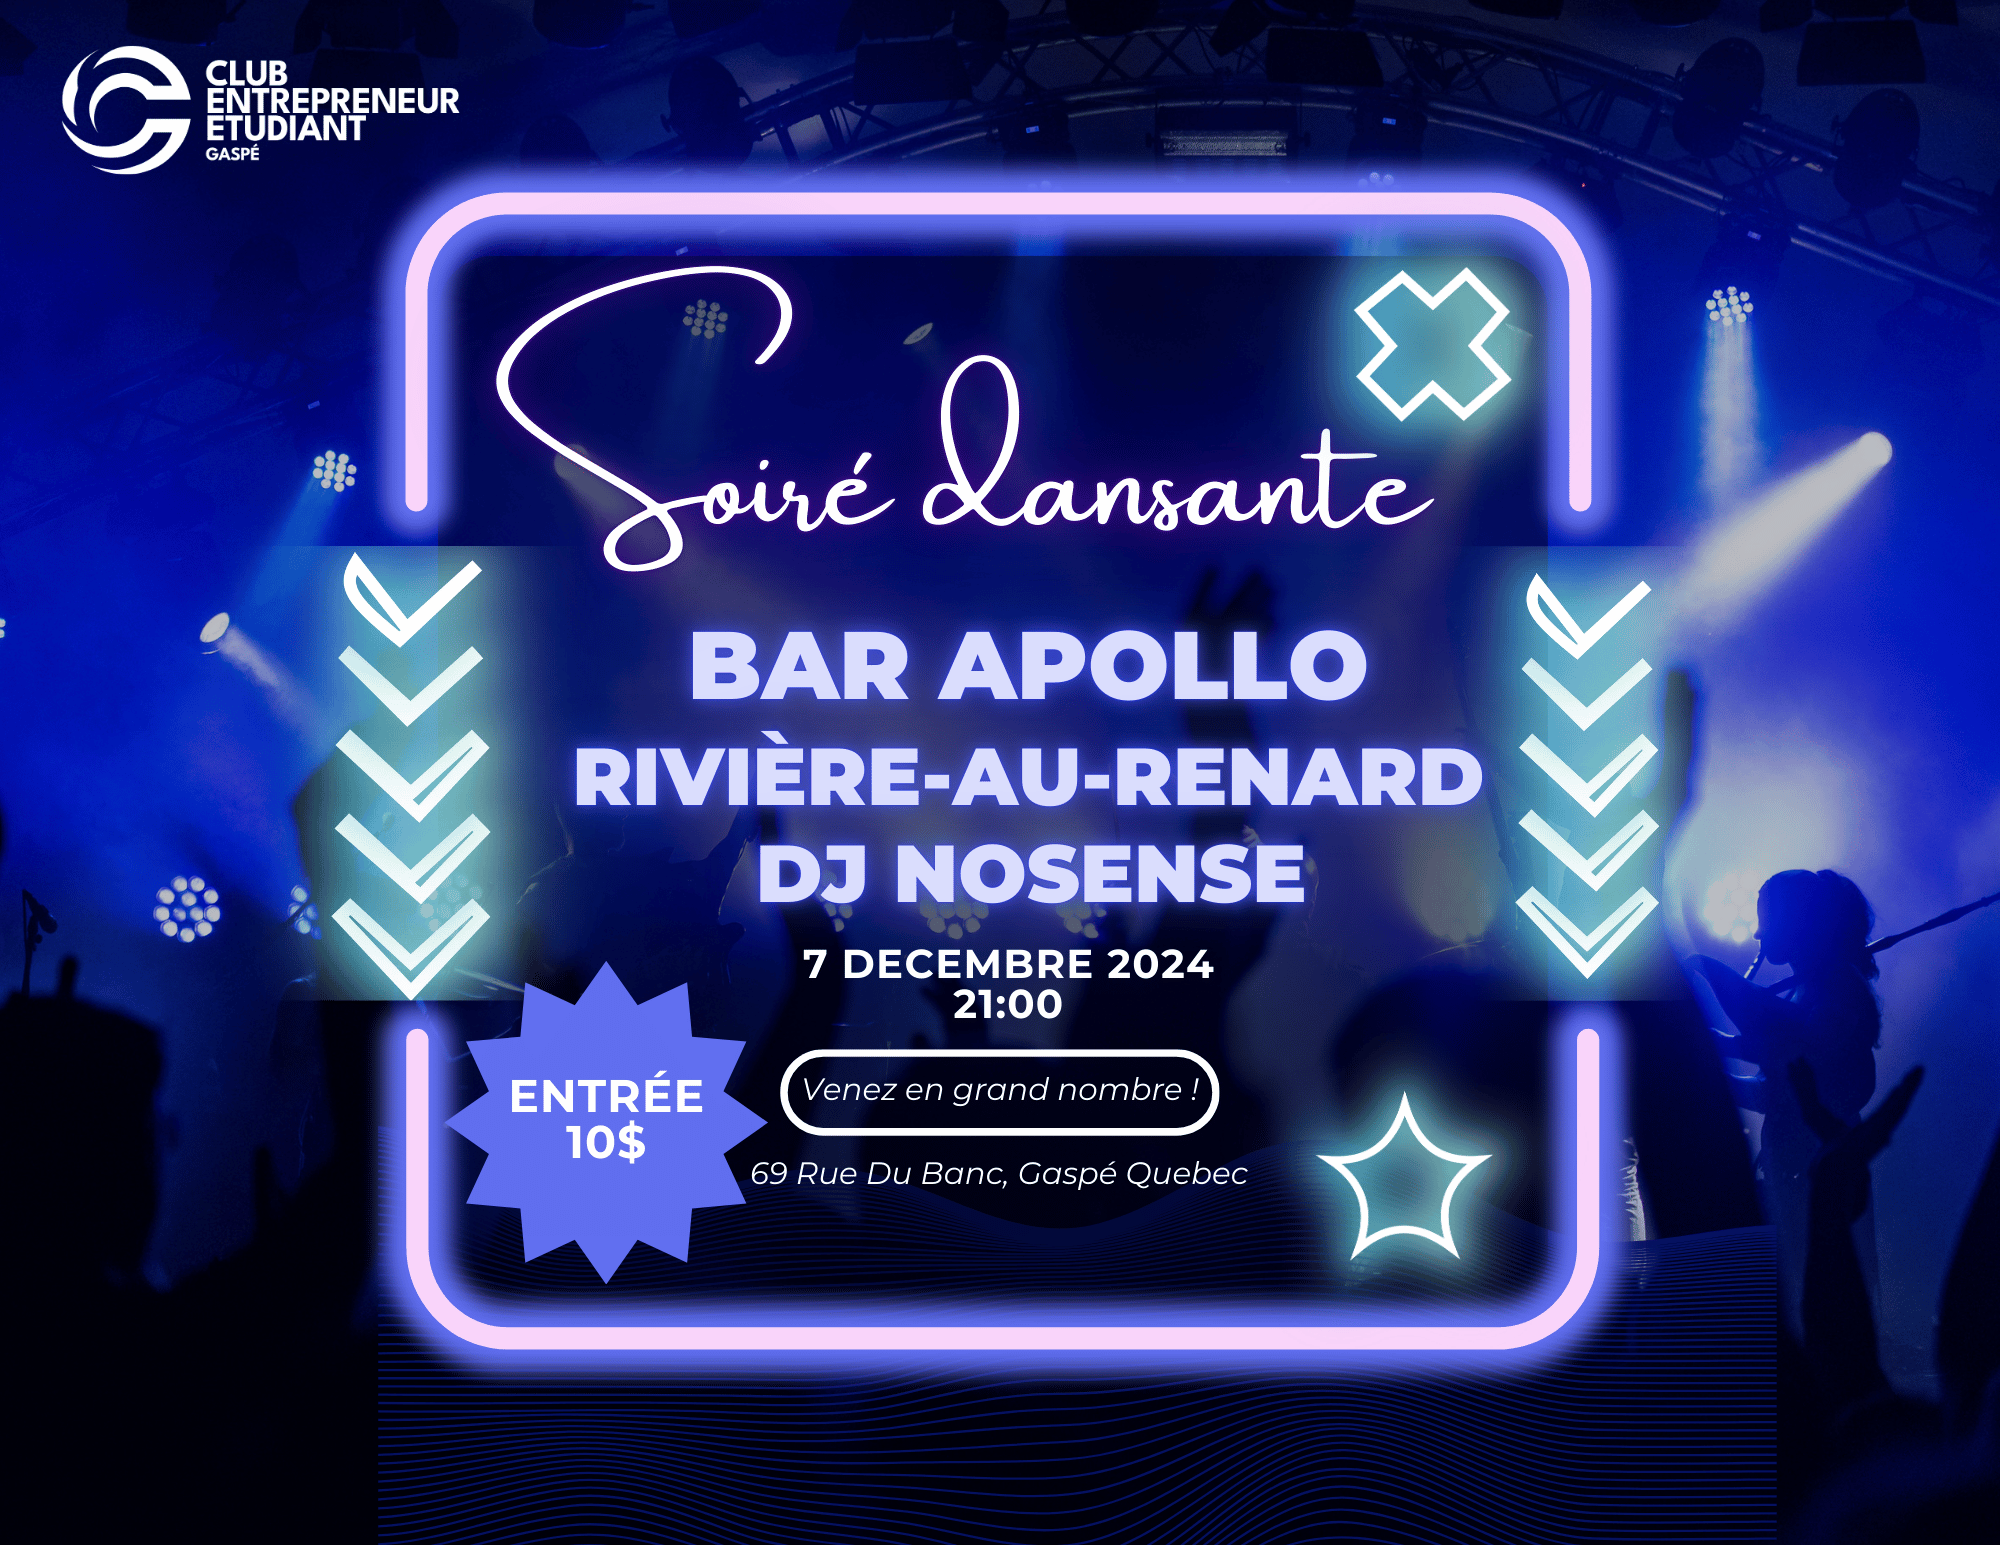 CLUB
ENTREPRENEUR
ETUDIANT
GASPÉ
Soiré dansante
BAR APOLLO
RIVIÈRE-AU-RENARD
DJ NOSENSE
7 DECEMBRE 2024
21:00
ENTRÉE
10$
Venez en grand nombre !
69 Rue Du Banc, Gaspé Quebec